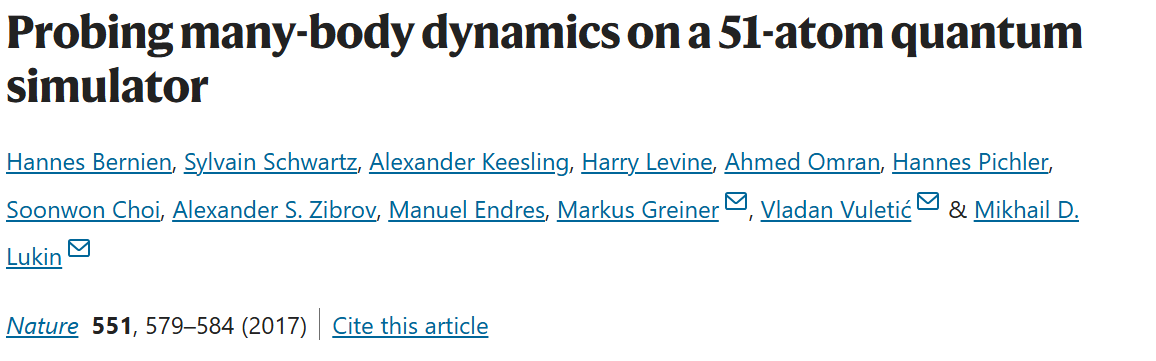 Probing many-body dynamics on a 51-atom quantum
simulator
Hannes Bernien, Sylvain Schwartz, Alexander Keesling, Harry Levine, Ahmed Omran, Hannes Pichler,
Soonwon Choi, Alexander S. Zibrov, Manuel Endres, Markus Greiner, Vladan Vuletić & Mikhail D.
Lukin
Nature 551, 579–584 (2017) Cite this article